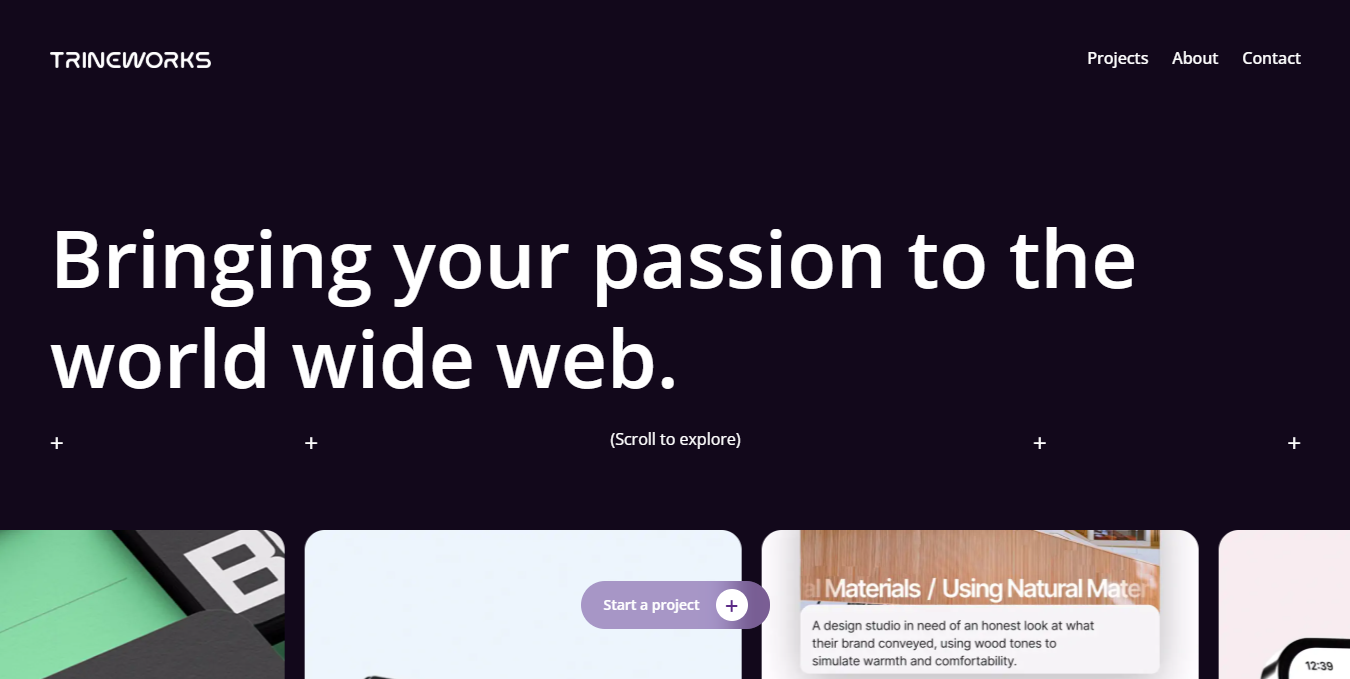 TRINEWORKS
Projects About Contact
Bringing your passion to the
world wide web.
+ + (Scroll to explore) + +
B
al Materials / Using Natural Mater
Start a project +
A design studio in need of an honest look at what
their brand conveyed, using wood tones to
simulate warmth and comfortability.
12:39